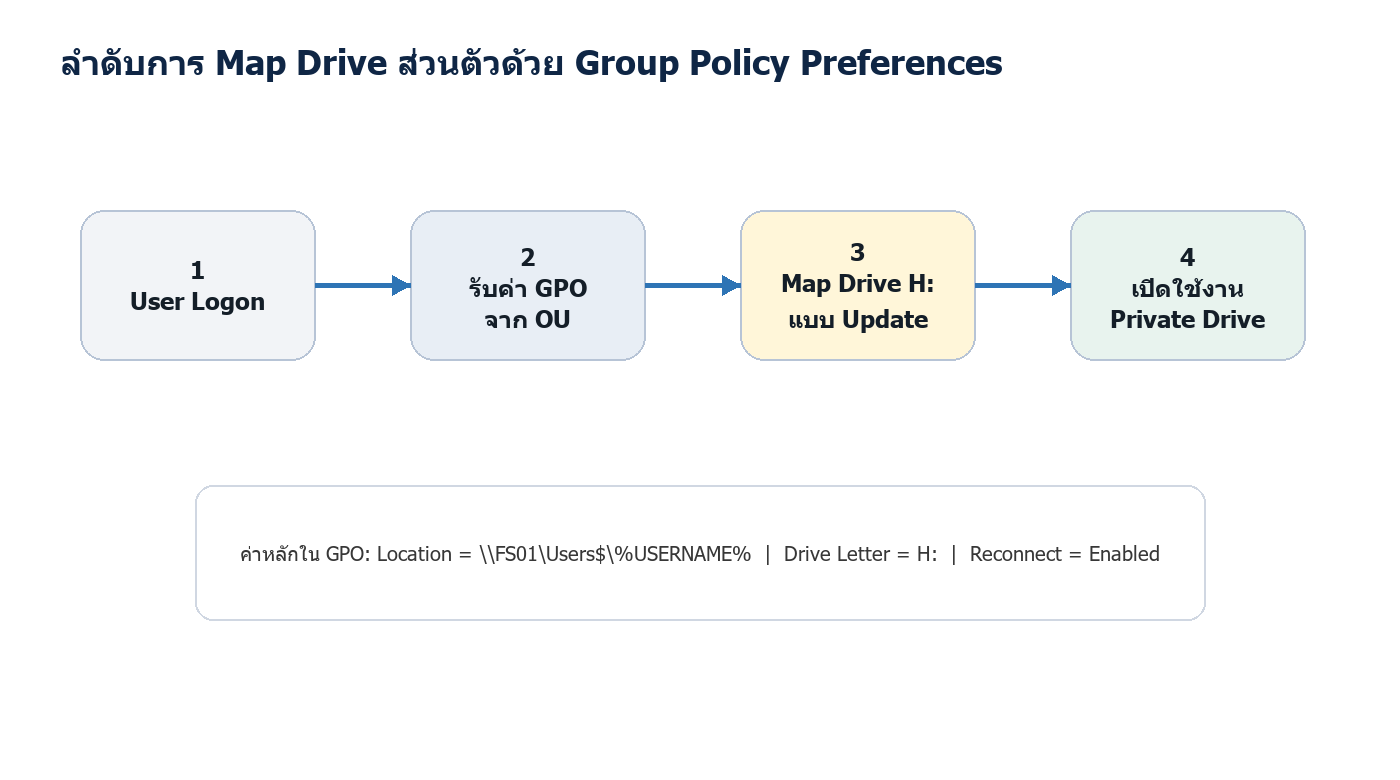 ลำดับการ Map Drive ส่วนตัวด้วย Group Policy Preferences
1
User Logon
2
รับค่า GPO
จาก OU
3
Map Drive H:
แบบ Update
4
เปิดใช้งาน
Private Drive
ค่าหลักใน GPO: Location = \\FS01\Users$\%USERNAME%  |  Drive Letter = H:  |  Reconnect = Enabled